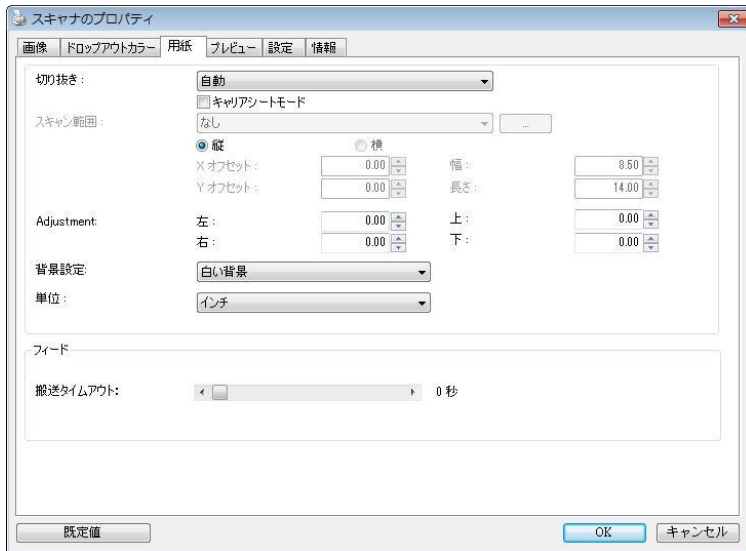 スキャナのプロパティ
画像 ドロップアウトカラー 用紙 プレビュー 設定 情報
切り抜き： 自動
キャリアシートモード
スキャン範囲： なし ...
縦 横
X オフセット： 0.00 幅： 8.50
Y オフセット： 0.00 長さ： 14.00
Adjustment: 左： 0.00 上： 0.00
右： 0.00 下： 0.00
背景設定: 白い背景
単位： インチ
フィード
搬送タイムアウト: 0 秒
既定値 OK キャンセル